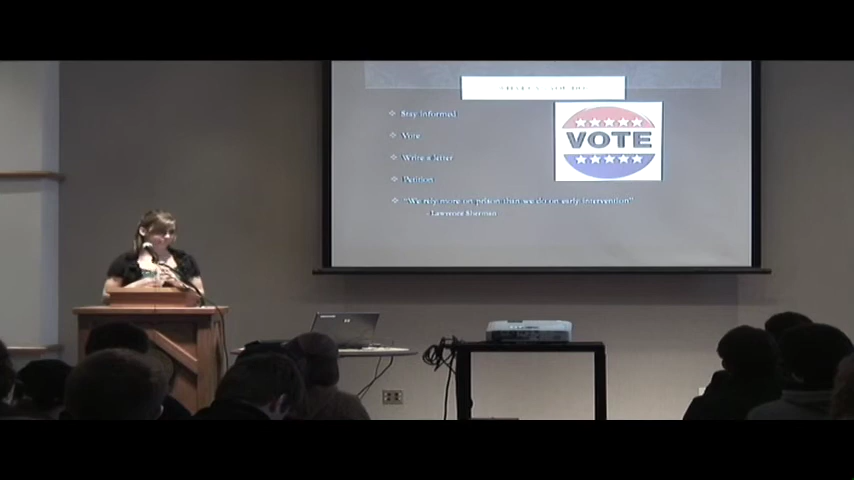 Stay informed
VOTE
Vote
Write a letter
Petition
"We rely more on prison than we do on early intervention"
- Lawrence Sherman